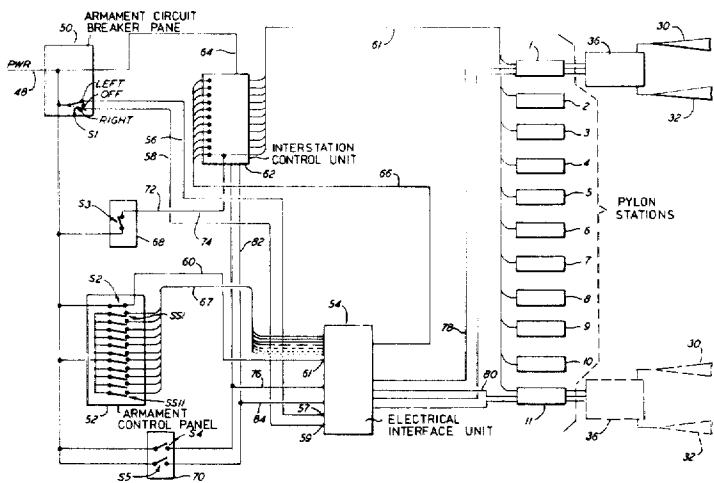 50
ARMAMENT CIRCUIT
BREAKER PANE
64
61
1
36
30
PWR
48
LEFT
OFF
RIGHT
S1
56
58
2
32
3
INTERSTATION
CONTROL UNIT
62
4
66
5
S3
72
74
82
68
6
PYLON
STATIONS
60
67
7
S2
SS1
54
8
78
9
10
30
61
76
80
SS11
52
ARMAMENT
CONTROL PANEL
84
57
59
ELECTRICAL
INTERFACE UNIT
11
36
32
S4
S5
70